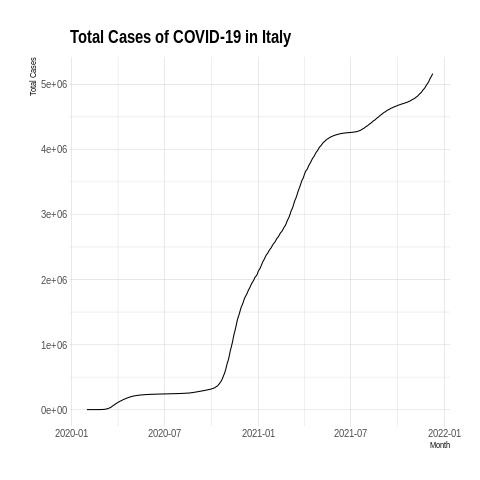 Total Cases of COVID-19 in Italy
Total Cases
5e+06
4e+06
3e+06
2e+06
1e+06
0e+00
2020-01 2020-07 2021-01 2021-07 2022-01
Month